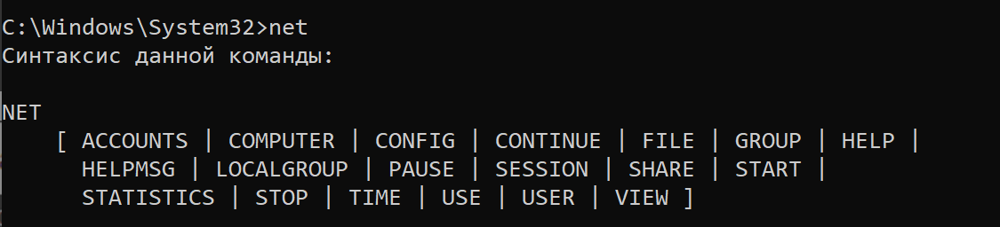 C:\Windows\System32>net
Синтаксис данной команды:
NET
[ ACCOUNTS | COMPUTER | CONFIG | CONTINUE | FILE | GROUP | HELP |
HELPMSG | LOCALGROUP | PAUSE | SESSION | SHARE | START |
STATISTICS | STOP | TIME | USE | USER | VIEW ]